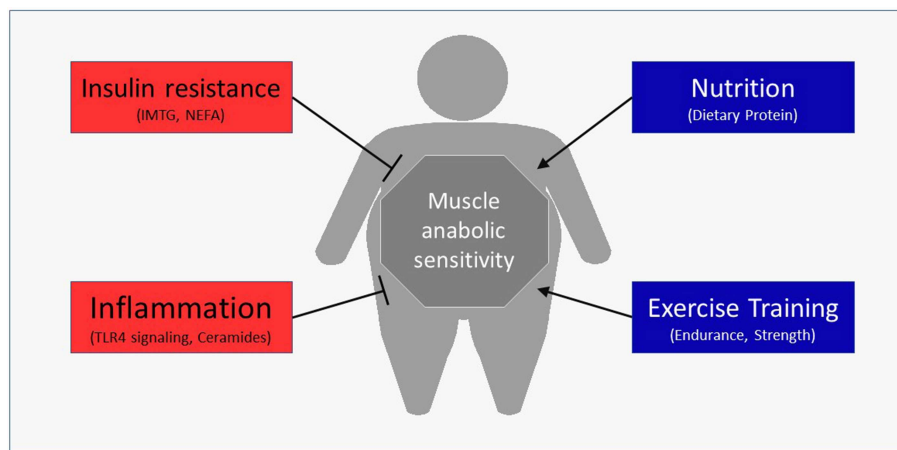 Insulin resistance
(IMTG, NEFA)
Nutrition
(Dietary Protein)
Muscle
anabolic
sensitivity
Inflammation
(TLR4 signaling, Ceramides)
Exercise Training
(Endurance, Strength)